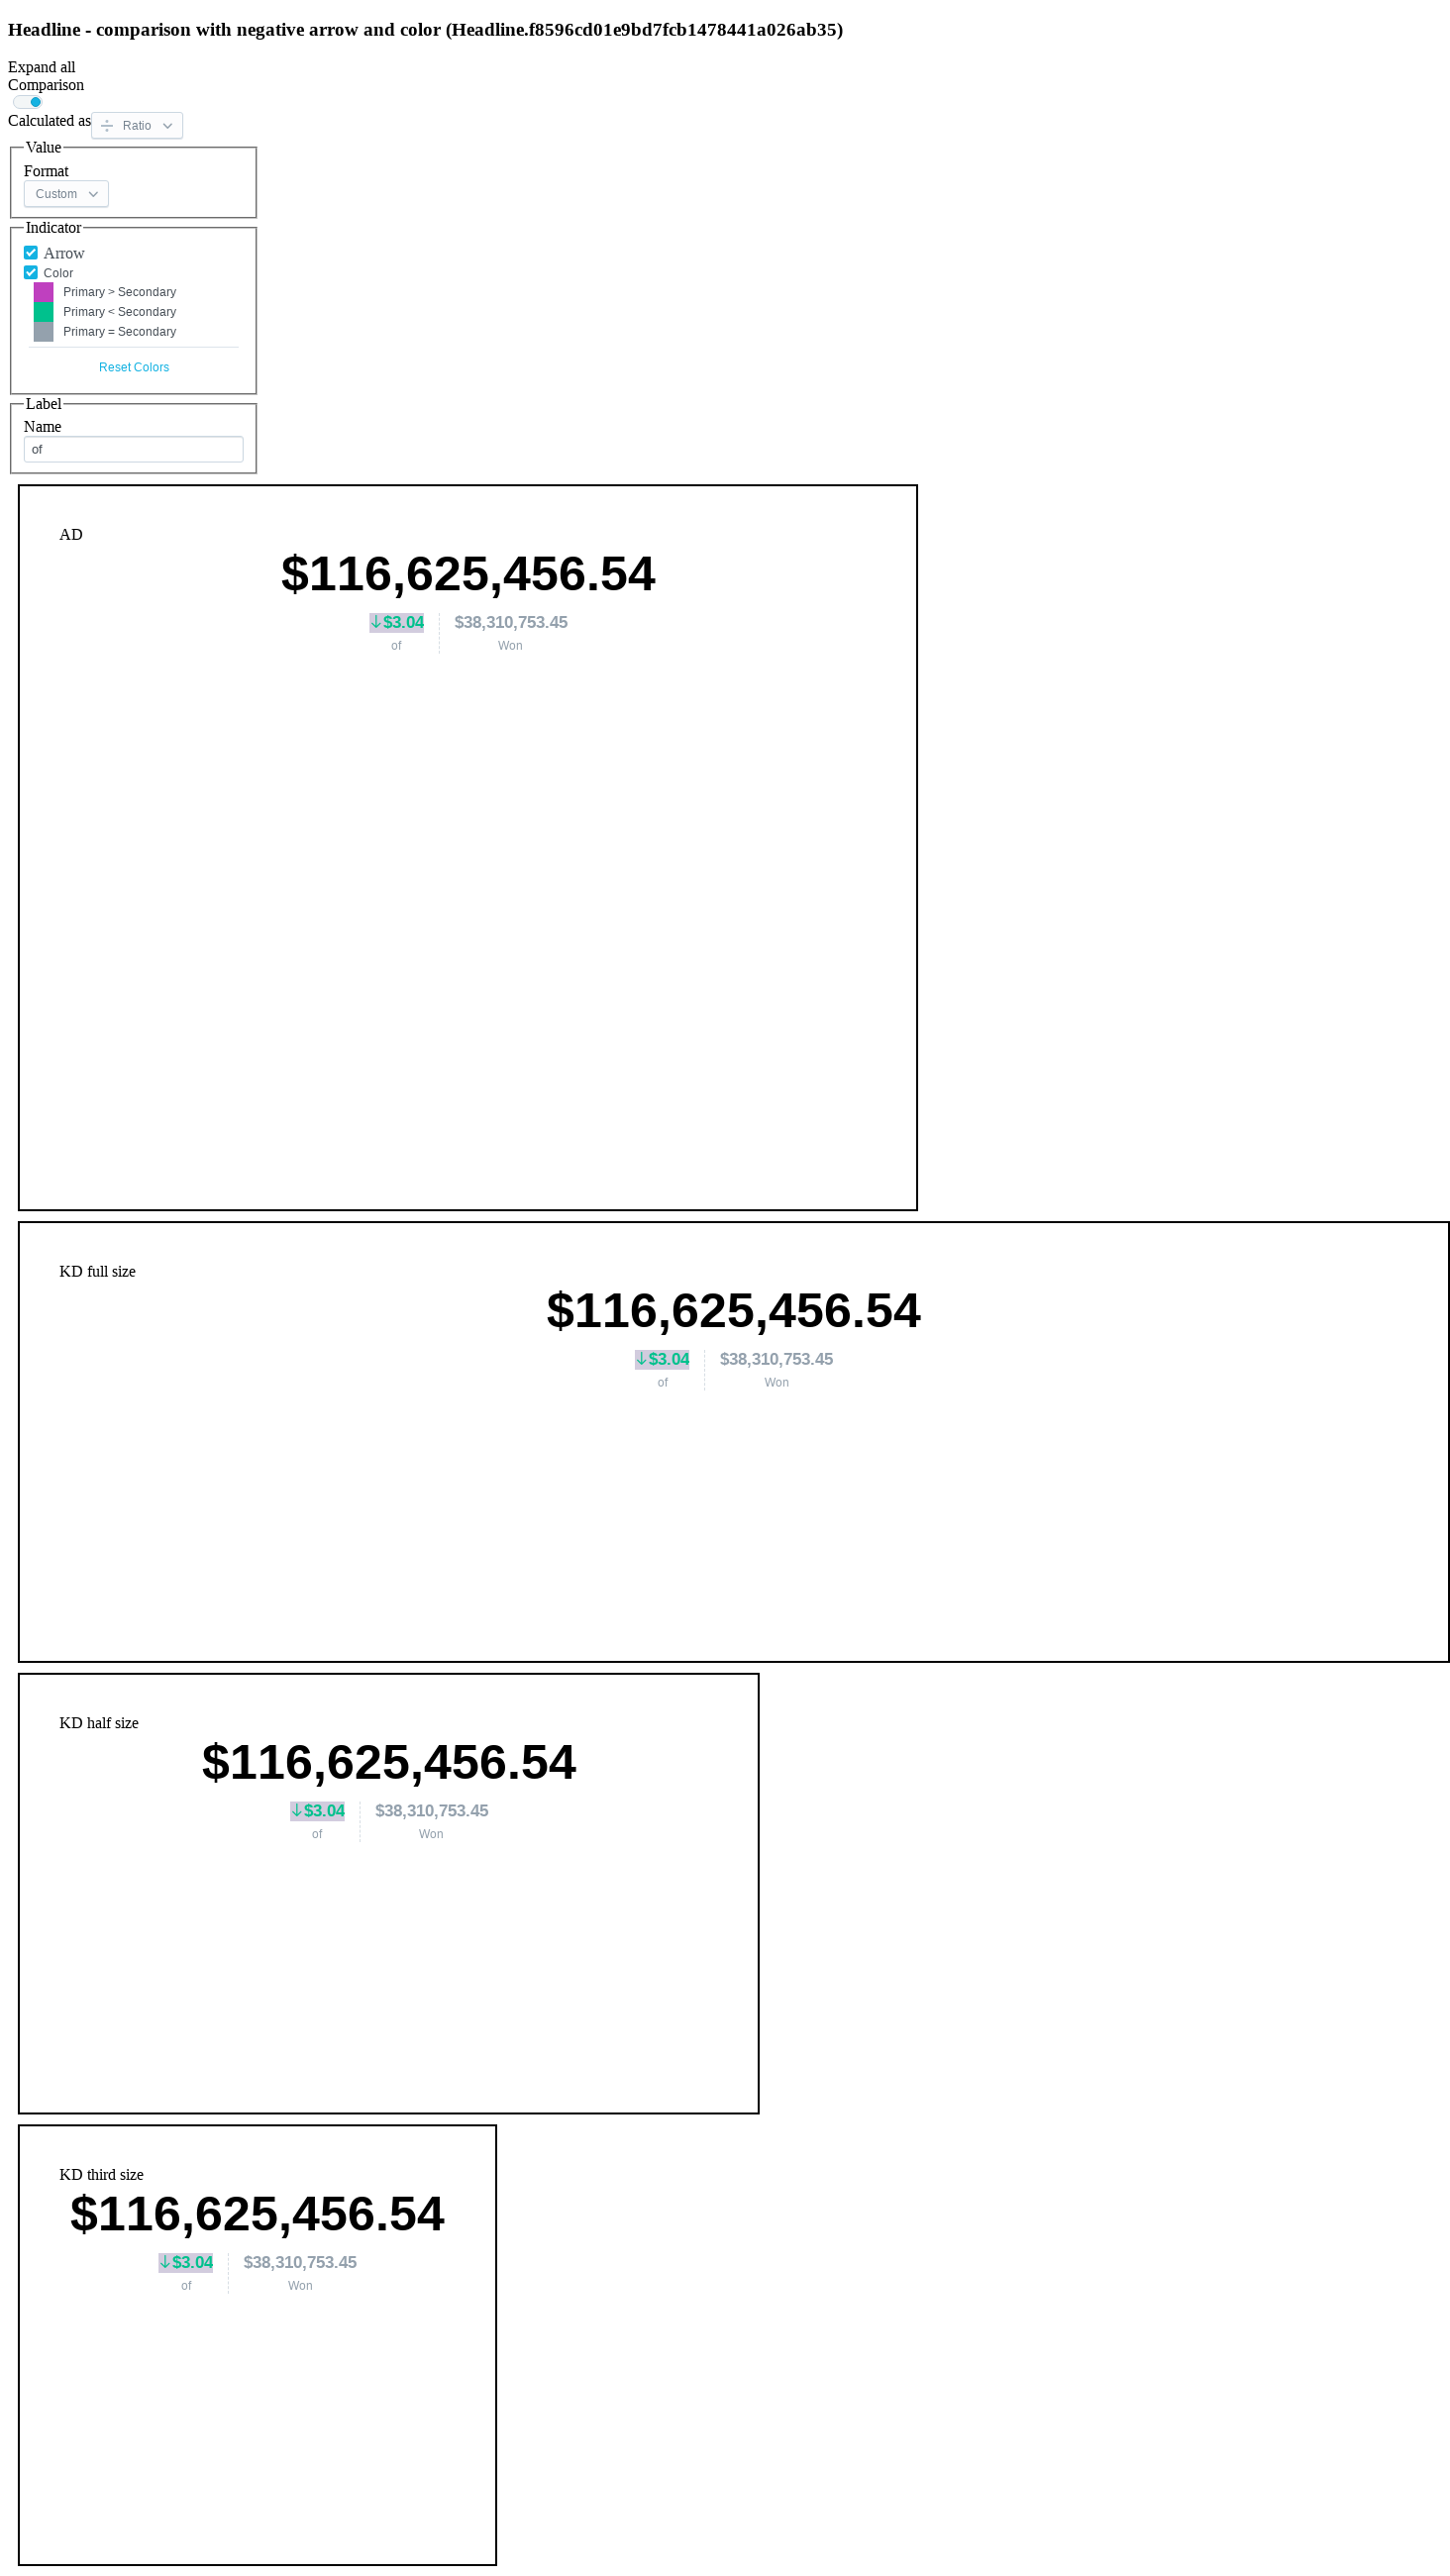 Headline - comparison with negative arrow and color (Headline.f8596cd01e9bd7fcb1478441a026ab35)
Expand all
Comparison
Calculated as ÷ Ratio
Value
Format
Custom
Indicator
Arrow
Color
Primary > Secondary
Primary < Secondary
Primary = Secondary
Reset Colors
Label
Name
of
AD
$116,625,456.54
↓$3.04 $38,310,753.45
of Won
KD full size
$116,625,456.54
↓$3.04 $38,310,753.45
of Won
KD half size
$116,625,456.54
↓$3.04 $38,310,753.45
of Won
KD third size
$116,625,456.54
↓$3.04 $38,310,753.45
of Won